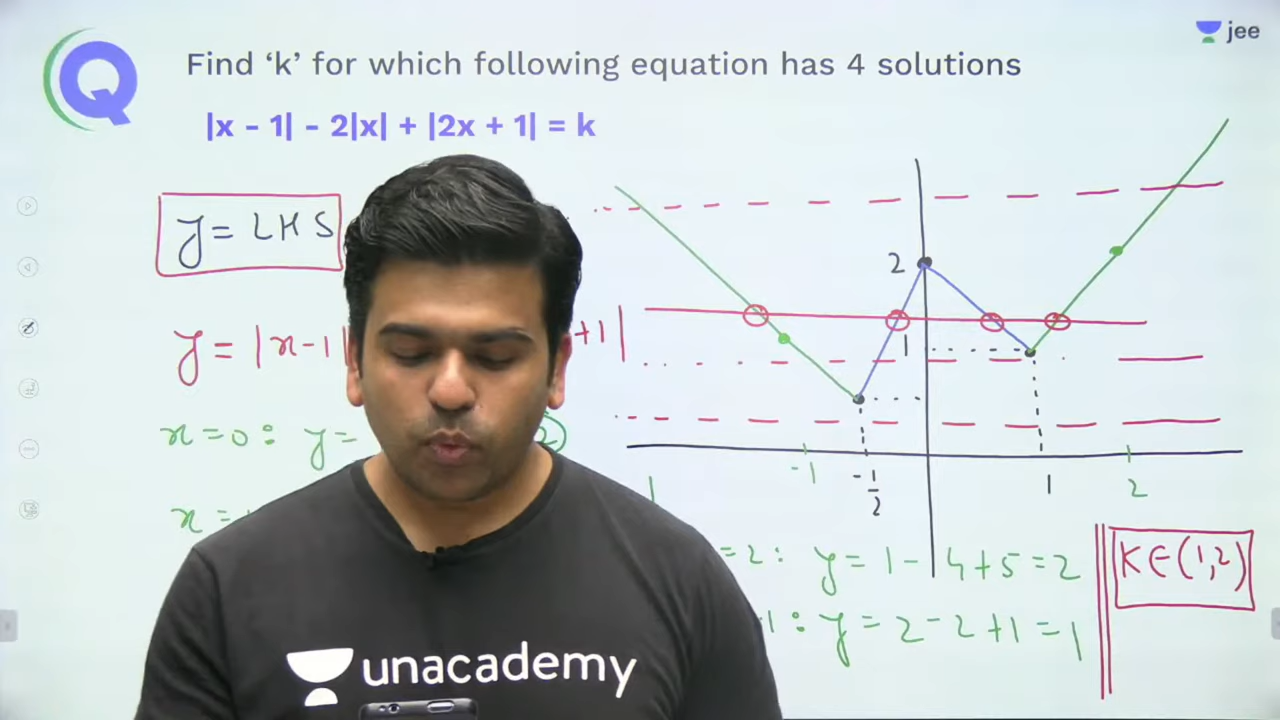 jee
Q
Find ‘k’ for which following equation has 4 solutions
|x - 1| - 2|x| + |2x + 1| = k
y = LHS
y = |x-1|
+1|
x=0: y=
2
x=
2
1
-1
-1/2
1
2
=2: y = 1-4+5=2
-1: y = 2-2+1=1
K∈(1,2)
unacademy